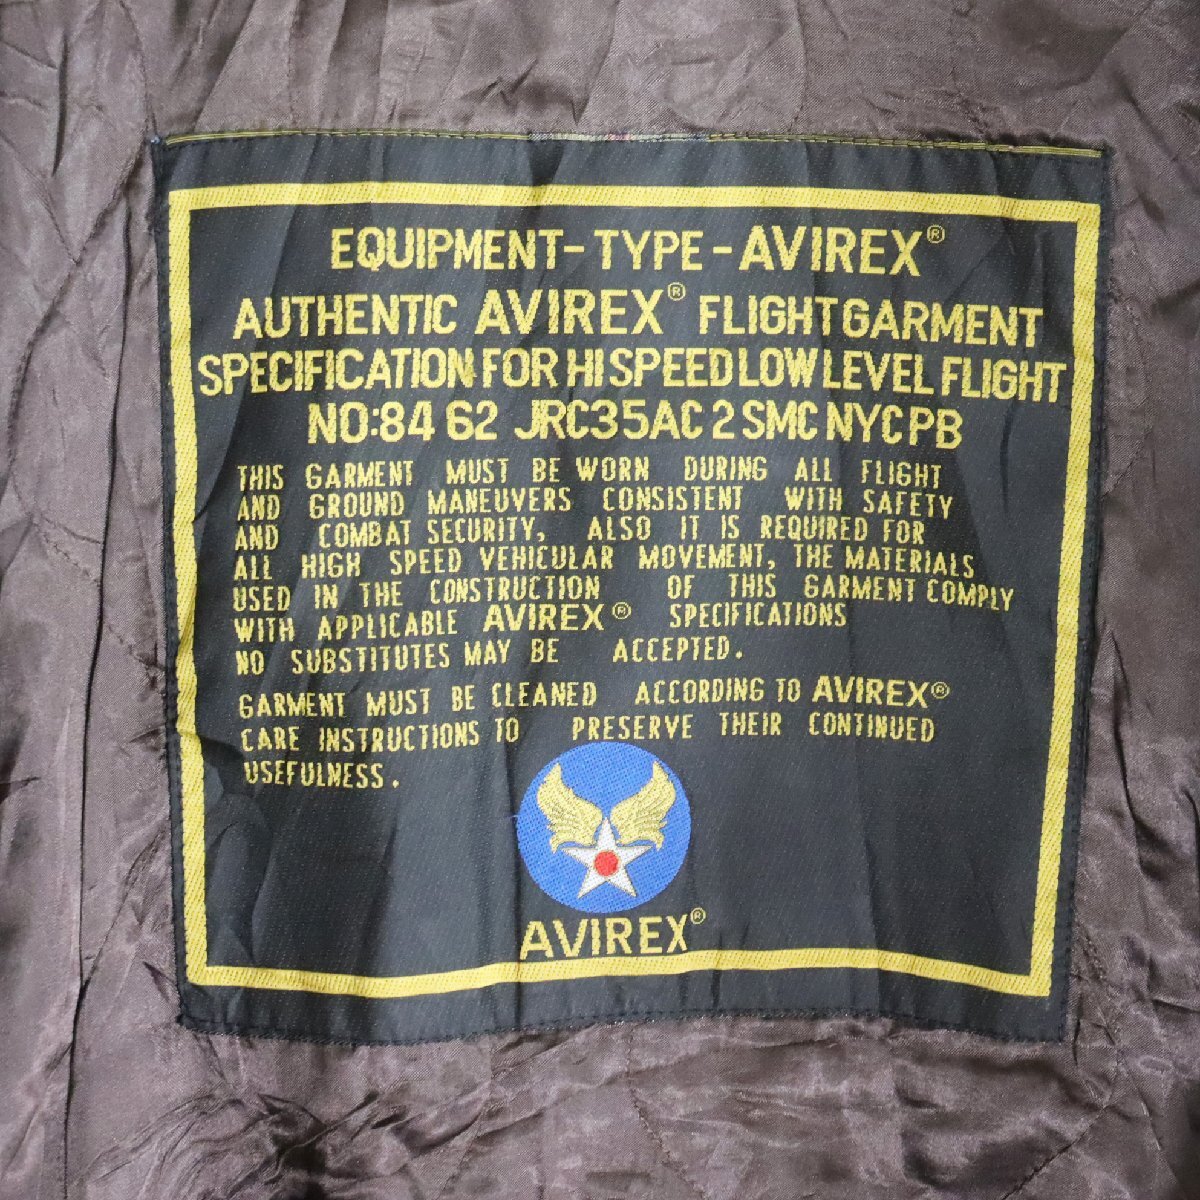 EQUIPMENT-TYPE-AVIREX®
AUTHENTIC AVIREX® FLIGHT GARMENT
SPECIFICATION FOR HI SPEED LOW LEVEL FLIGHT
NO:84 62 JRC35AC 2 SMC NYC PB
THIS GARMENT MUST BE WORN DURING ALL FLIGHT
AND GROUND MANEUVERS CONSISTENT WITH SAFETY
AND COMBAT SECURITY, ALSO IT IS REQUIRED FOR
ALL HIGH SPEED VEHICULAR MOVEMENT, THE MATERIALS
USED IN THE CONSTRUCTION OF THIS GARMENT COMPLY
WITH APPLICABLE AVIREX® SPECIFICATIONS
NO SUBSTITUTES MAY BE ACCEPTED.
GARMENT MUST BE CLEANED ACCORDING TO AVIREX®
CARE INSTRUCTIONS TO PRESERVE THEIR CONTINUED
USEFULNESS.
AVIREX®